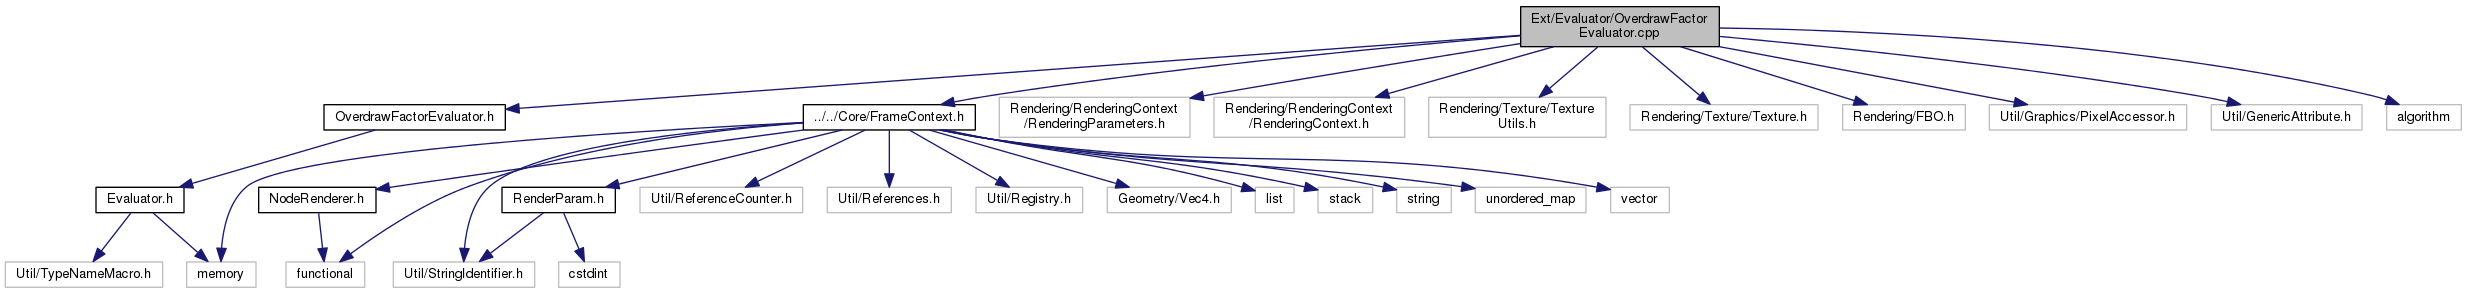 Ext/Evaluator/OverdrawFactor
Evaluator.cpp
OverdrawFactorEvaluator.h
../../Core/FrameContext.h
Rendering/RenderingContext
/RenderingParameters.h
Rendering/RenderingContext
/RenderingContext.h
Rendering/Texture/Texture
Utils.h
Rendering/Texture/Texture.h
Rendering/FBO.h
Util/Graphics/PixelAccessor.h
Util/GenericAttribute.h
algorithm
Evaluator.h
NodeRenderer.h
RenderParam.h
Util/ReferenceCounter.h
Util/References.h
Util/Registry.h
Geometry/Vec4.h
list
stack
string
unordered_map
vector
Util/TypeNameMacro.h
memory
functional
Util/StringIdentifier.h
cstdint